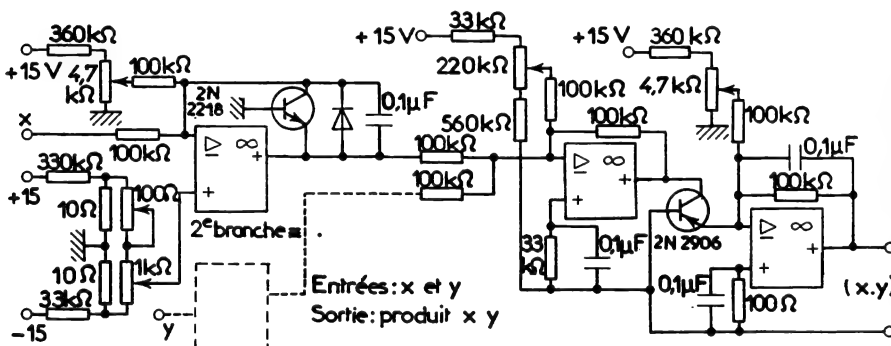 360kΩ
+15V
4,7
kΩ
100kΩ
2N
2218
0,1µF
x
100kΩ
▷ ∞
+
330kΩ
+15
10Ω
100Ω
10Ω
1kΩ
33kΩ
-15
2e branche ≡ .
y
Entrées: x et y
Sortie: produit x y
100kΩ
100kΩ
+15V
33kΩ
220kΩ
560kΩ
100kΩ
100kΩ
▷ ∞
+
33
kΩ
0,1µF
2N 2906
+15V
360kΩ
4,7kΩ
100kΩ
0,1µF
100kΩ
▷ ∞
+
0,1µF
100Ω
(x.y)